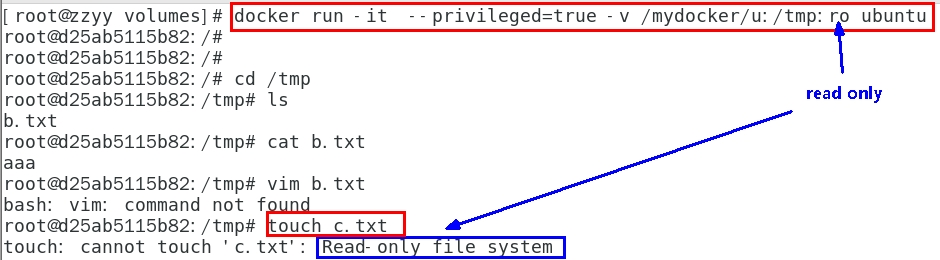 [root@zzyy volumes]# docker run -it  --privileged=true -v /mydocker/u:/tmp:ro ubuntu
root@d25ab5115b82:/#
root@d25ab5115b82:/#
root@d25ab5115b82:/# cd /tmp
read only
root@d25ab5115b82:/tmp# ls
b.txt
root@d25ab5115b82:/tmp# cat b.txt
aaa
root@d25ab5115b82:/tmp# vim b.txt
bash: vim: command not found
root@d25ab5115b82:/tmp# touch c.txt
touch: cannot touch 'c.txt': Read-only file system